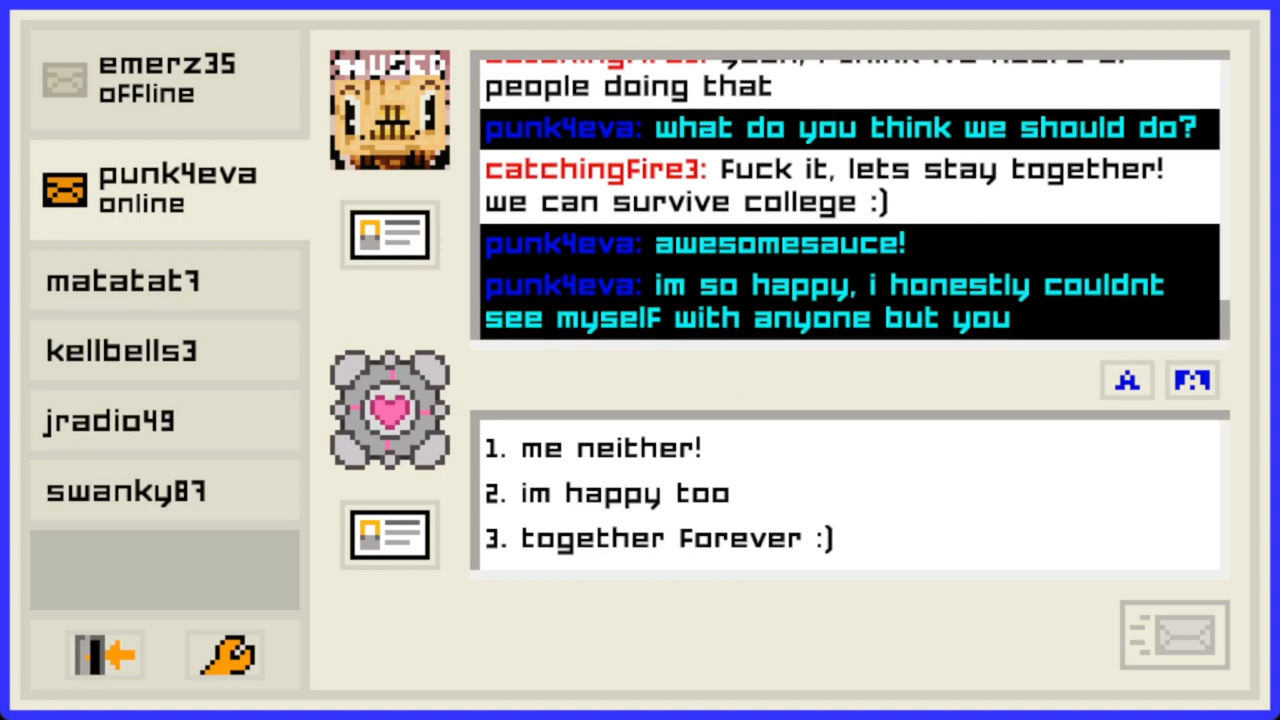 emerz35
offline
punk4eva
online
matatat7
kellbells3
jradio49
swanky87
USED
people doing that
punk4eva: what do you think we should do?
catchingfire3: Fuck it, lets stay together!
we can survive college :)
punk4eva: awesomesauce!
punk4eva: im so happy, i honestly couldnt
see myself with anyone but you
A
A
1. me neither!
2. im happy too
3. together forever :)